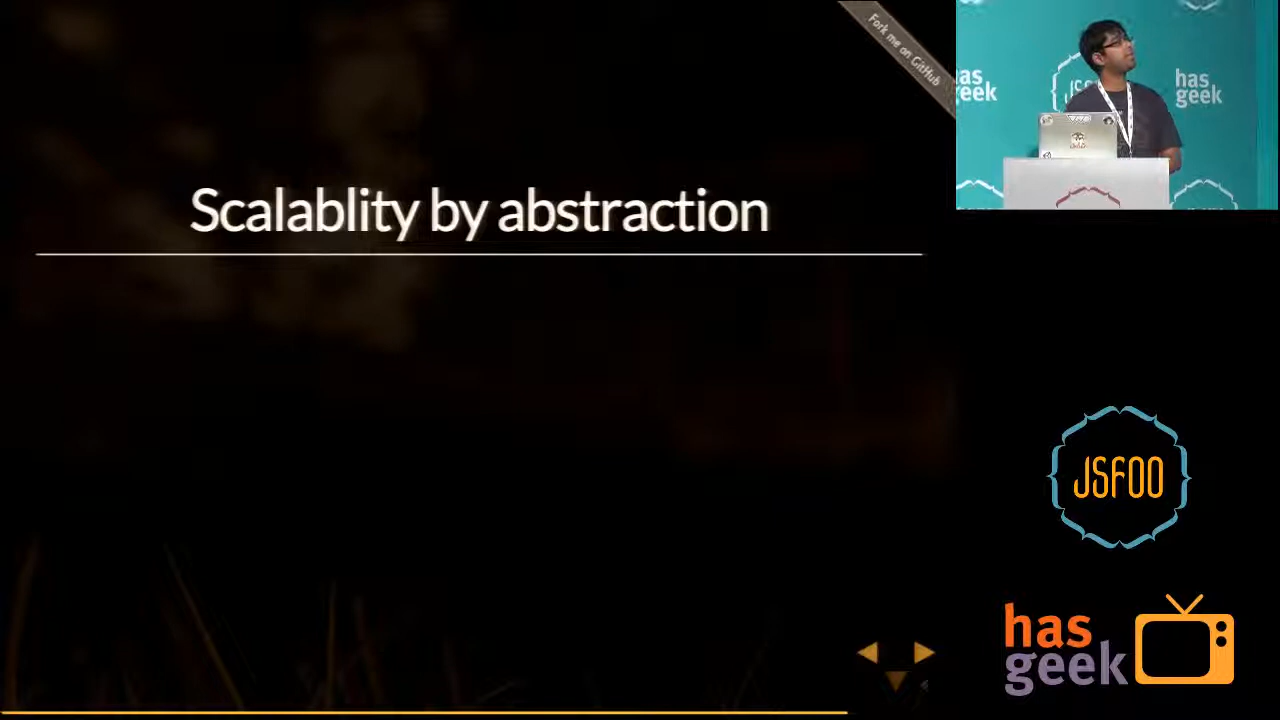 Scalablity by abstraction
Fork me on GitHub
has
geek
has
geek
JSFOO
has
geek